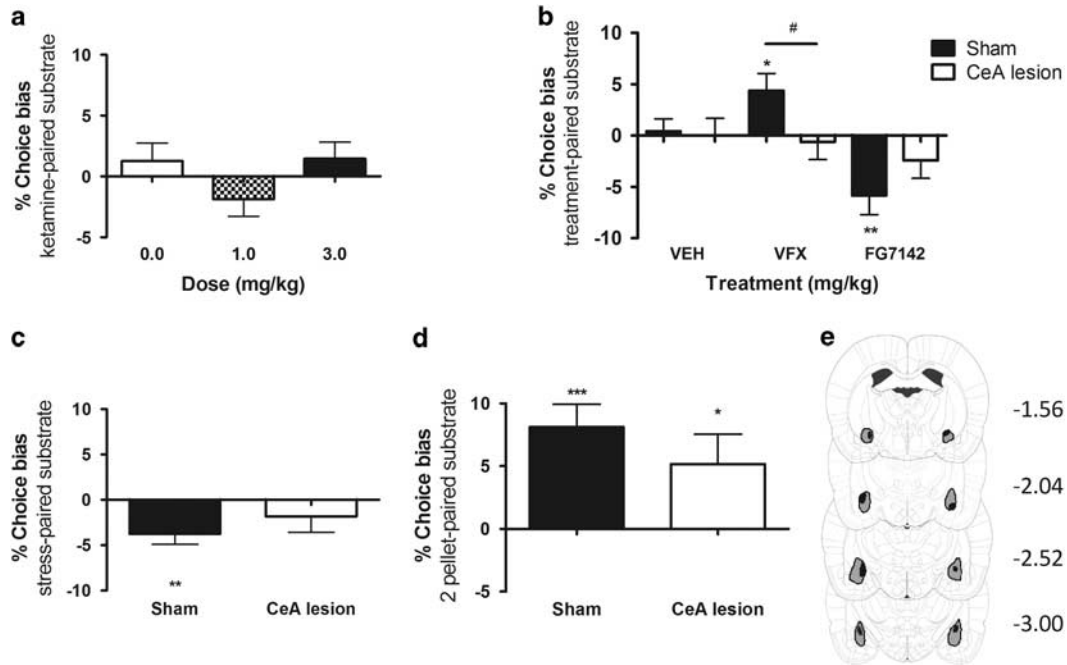 a
% Choice bias
ketamine-paired substrate
10
5
0
-5
0.0 1.0 3.0
Dose (mg/kg)
b
% Choice bias
treatment-paired substrate
10
5
0
-5
-10
#
*
**
Sham
CeA lesion
VEH VFX FG7142
Treatment (mg/kg)
c
% Choice bias
stress-paired substrate
10
5
0
-5
-10
**
Sham CeA lesion
d
% Choice bias
2 pellet-paired substrate
10
5
0
-5
***
*
Sham CeA lesion
e
-1.56
-2.04
-2.52
-3.00